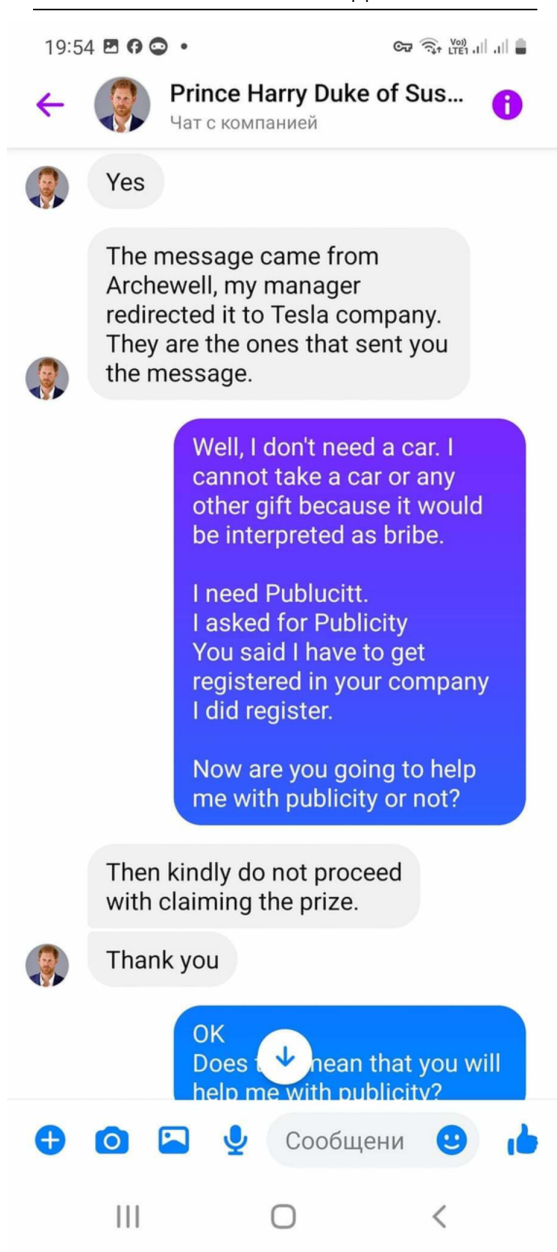 19:54
Vo))
LTE1
Prince Harry Duke of Sus...
Чат с компанией
Yes
The message came from
Archewell, my manager
redirected it to Tesla company.
They are the ones that sent you
the message.
Well, I don't need a car. I
cannot take a car or any
other gift because it would
be interpreted as bribe.
I need Publucitt.
I asked for Publicity
You said I have to get
registered in your company
I did register.
Now are you going to help
me with publicity or not?
Then kindly do not proceed
with claiming the prize.
Thank you
OK
Does mean that you will
help me with publicity?
Сообщени